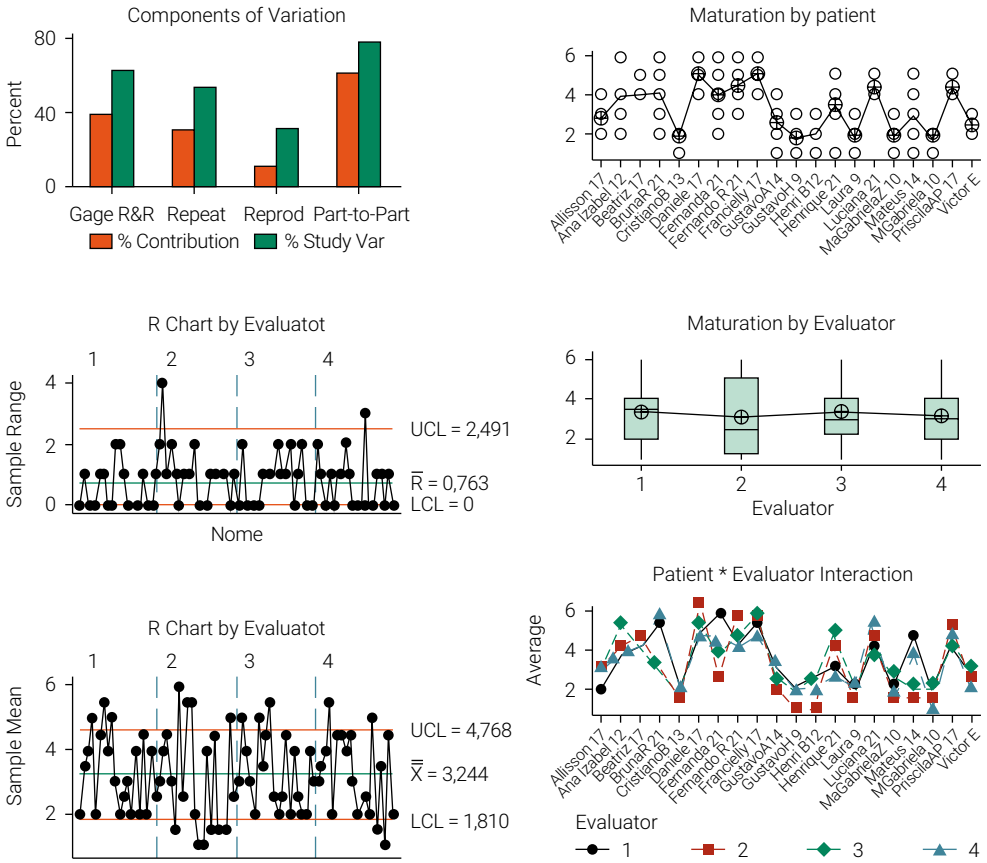 Components of Variation
Percent
80
40
0
Gage R&R Repeat Reprod Part-to-Part
% Contribution % Study Var
Maturation by patient
6
4
2
Allisson 17
Ana Izabel 12
Beatriz 17
BrunaR 21
CristianoB 13
Daniele 17
Fernanda 21
Fernando R 21
Francielly 17
GustavoA14
GustavoH 9
Henri B12
Henrique 21
Laura 9
Luciana 21
MaGabrielaZ 10
Mateus 14
MGabriela 10
PriscilaAP 17
Victor E
R Chart by Evaluatot
1 2 3 4
Sample Range
4
2
0
UCL = 2,491
R = 0,763
LCL = 0
Nome
Maturation by Evaluator
6
4
2
1 2 3 4
Evaluator
R Chart by Evaluatot
1 2 3 4
Sample Mean
6
4
2
UCL = 4,768
X = 3,244
LCL = 1,810
Patient * Evaluator Interaction
Average
6
4
2
Allisson 17
Ana Izabel 12
Beatriz 17
BrunaR 21
CristianoB 13
Daniele 17
Fernanda 21
Fernando R 21
Francielly 17
GustavoA14
GustavoH 9
Henri B12
Henrique 21
Laura 9
Luciana 21
MaGabrielaZ 10
Mateus 14
MGabriela 10
PriscilaAP 17
Victor E
Evaluator
1 2 3 4